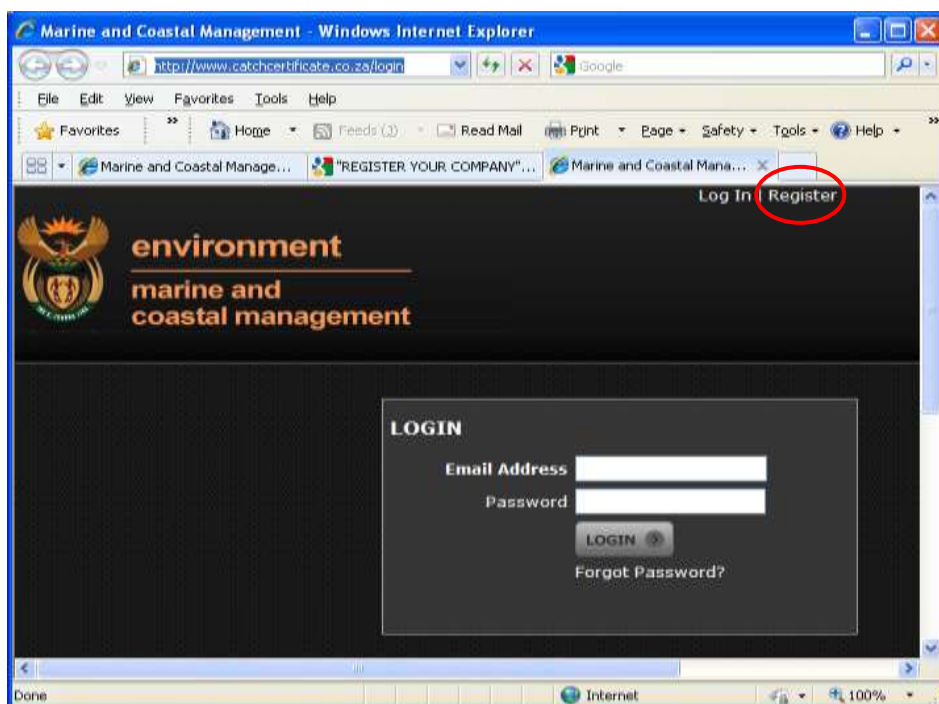 Marine and Coastal Management - Windows Internet Explorer
http://www.catchcertificate.co.za/login
Google
File Edit View Favorites Tools Help
Favorites » Home Feeds (J) Read Mail Print Page Safety Tools Help »
Marine and Coastal Manage... "REGISTER YOUR COMPANY"... Marine and Coastal Mana... X
Log In | Register
environment
marine and
coastal management
LOGIN
Email Address
Password
LOGIN
Forgot Password?
Done Internet 100%